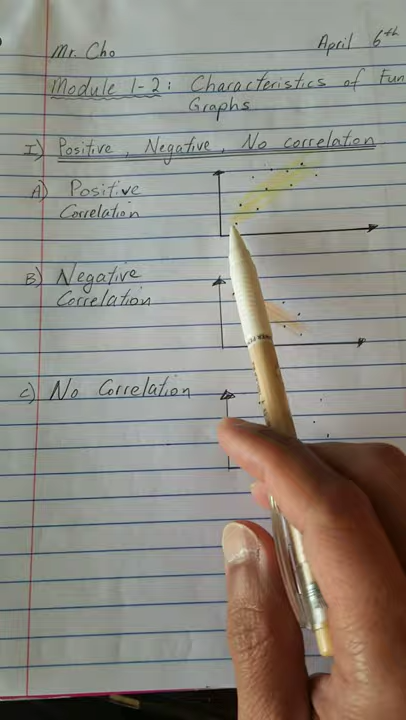 Mr. Cho
April 6th
Module 1-2: Characteristics of Fun
Graphs
I) Positive, Negative, No correlation
A) Positive
Correlation
B) Negative
Correlation
C) No Correlation